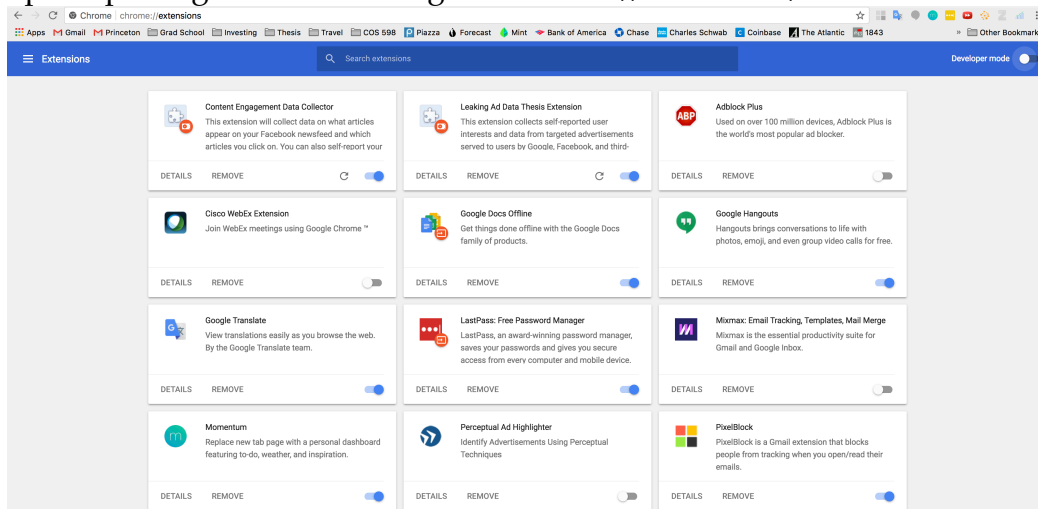 Chrome chrome://extensions
Apps Gmail Princeton Grad School Investing Thesis Travel COS 598 Piazza Forecast Mint Bank of America Chase Charles Schwab Coinbase The Atlantic 1843 » Other Bookmark
Extensions Search extensions Developer mode
Content Engagement Data Collector
This extension will collect data on what articles
appear on your Facebook newsfeed and which
articles you click on. You can also self-report your
DETAILS REMOVE
Leaking Ad Data Thesis Extension
This extension collects self-reported user
interests and data from targeted advertisements
served to users by Google, Facebook, and third-
DETAILS REMOVE
ABP
Adblock Plus
Used on over 100 million devices, Adblock Plus is
the world's most popular ad blocker.
DETAILS REMOVE
Cisco WebEx Extension
Join WebEx meetings using Google Chrome ™
DETAILS REMOVE
Google Docs Offline
Get things done offline with the Google Docs
family of products.
DETAILS REMOVE
Google Hangouts
Hangouts brings conversations to life with
photos, emoji, and even group video calls for free.
DETAILS REMOVE
Google Translate
View translations easily as you browse the web.
By the Google Translate team.
DETAILS REMOVE
LastPass: Free Password Manager
LastPass, an award-winning password manager,
saves your passwords and gives you secure
access from every computer and mobile device.
DETAILS REMOVE
Mixmax: Email Tracking, Templates, Mail Merge
Mixmax is the essential productivity suite for
Gmail and Google Inbox.
DETAILS REMOVE
m
Momentum
Replace new tab page with a personal dashboard
featuring to-do, weather, and inspiration.
DETAILS REMOVE
Perceptual Ad Highlighter
Identify Advertisements Using Perceptual
Techniques
DETAILS REMOVE
PixelBlock
PixelBlock is a Gmail extension that blocks
people from tracking when you open/read their
emails.
DETAILS REMOVE